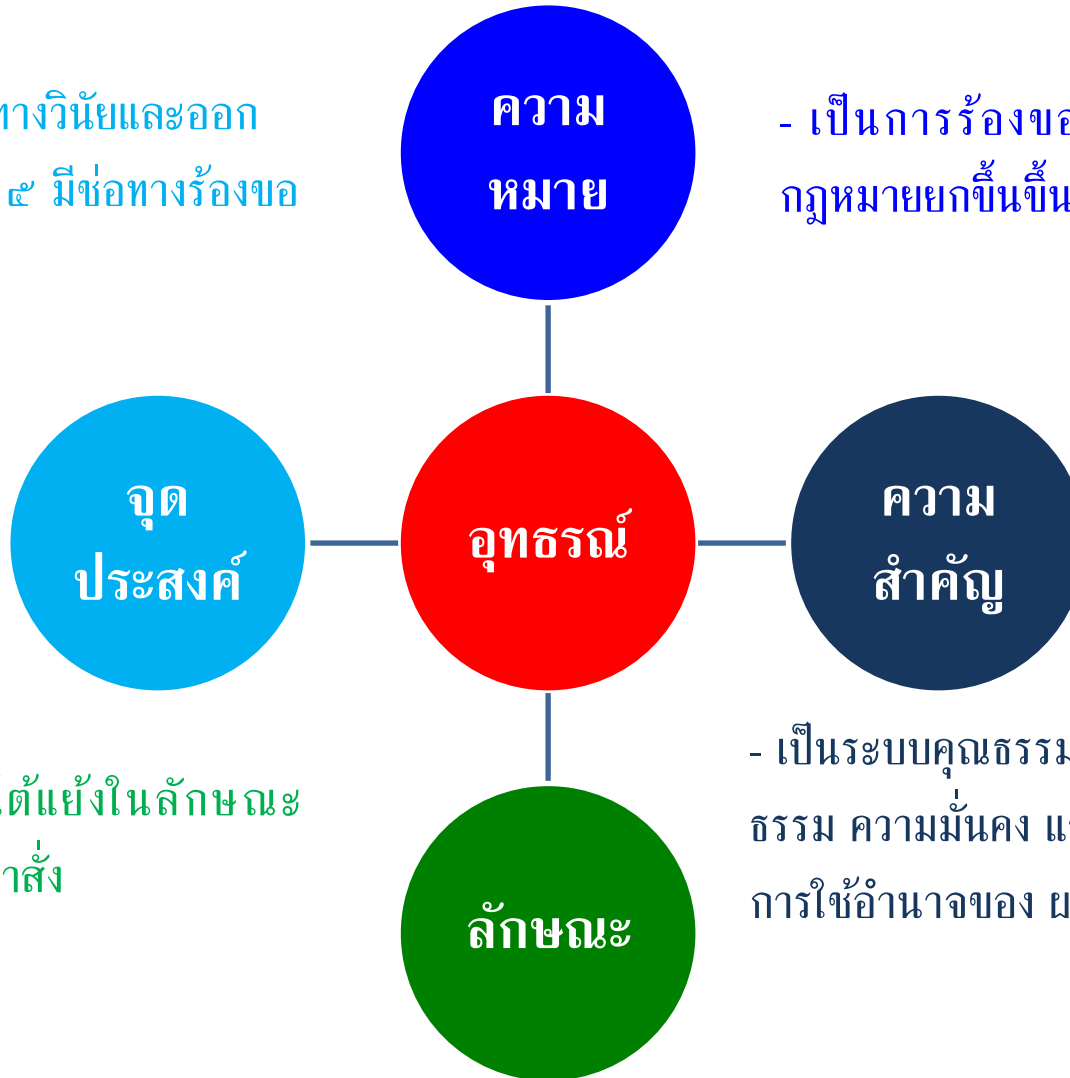 ความ
หมาย
ทางวินัยและออก
๕ มีช่อทางร้องขอ
- เป็นการร้องขอ
กฎหมายยกขึ้นขึ้น
จุด
ประสงค์
อุทธรณ์
ความ
สำคัญ
โต้แย้งในลักษณะ
าสั่ง
- เป็นระบบคุณธรรม
ธรรม ความมั่นคง
การใช้อำนาจของ
ลักษณะ